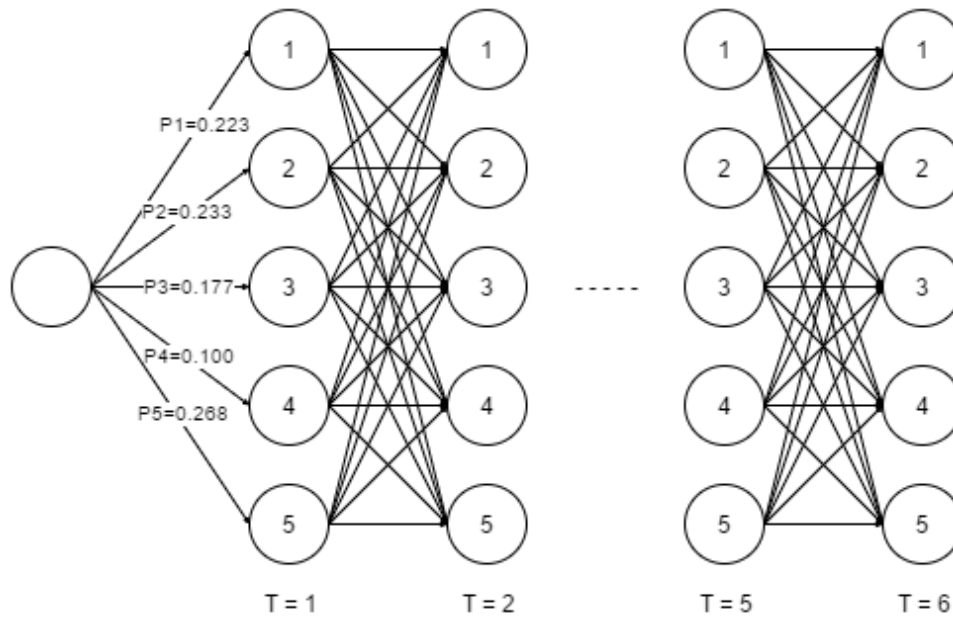 1 1 1 1
P1=0.223
2 2 2 2
P2=0.233
P3=0.177 3 3 ----- 3 3
P4=0.100
4 4 4 4
P5=0.268
5 5 5 5
T = 1 T = 2 T = 5 T = 6